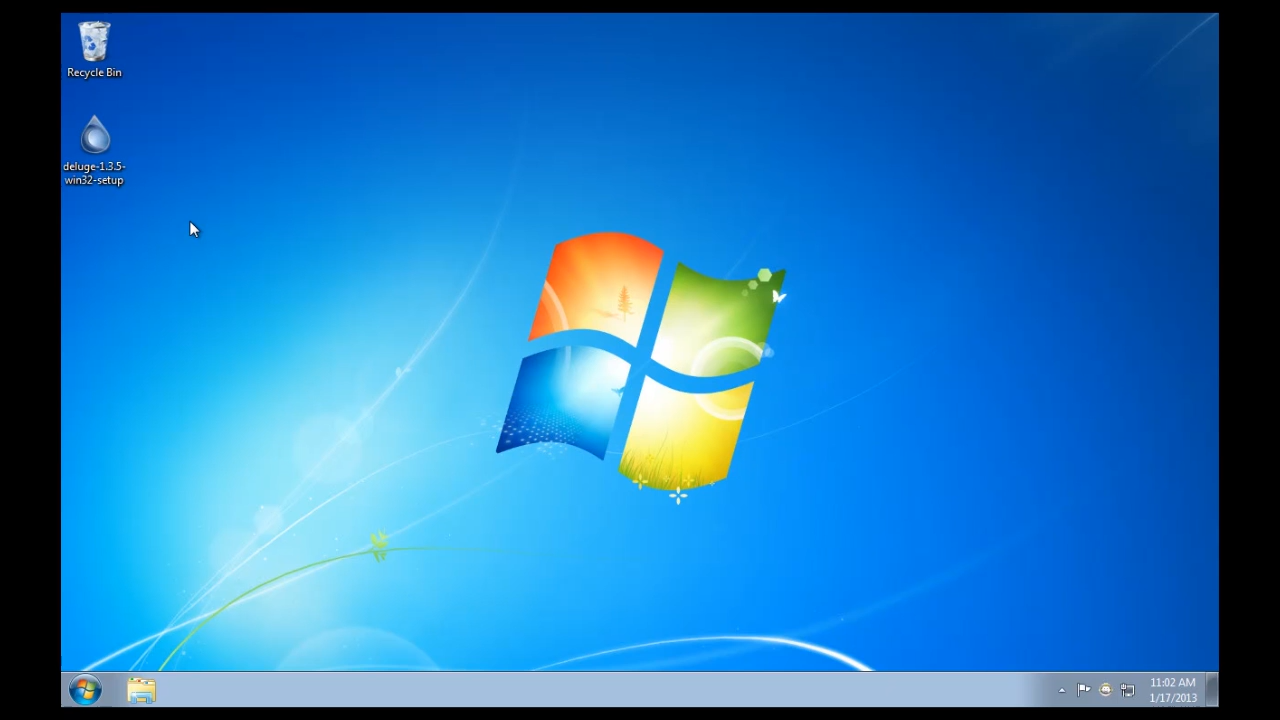 Recycle Bin
deluge-1.3.5-
win32-setup
11:02 AM
1/17/2013